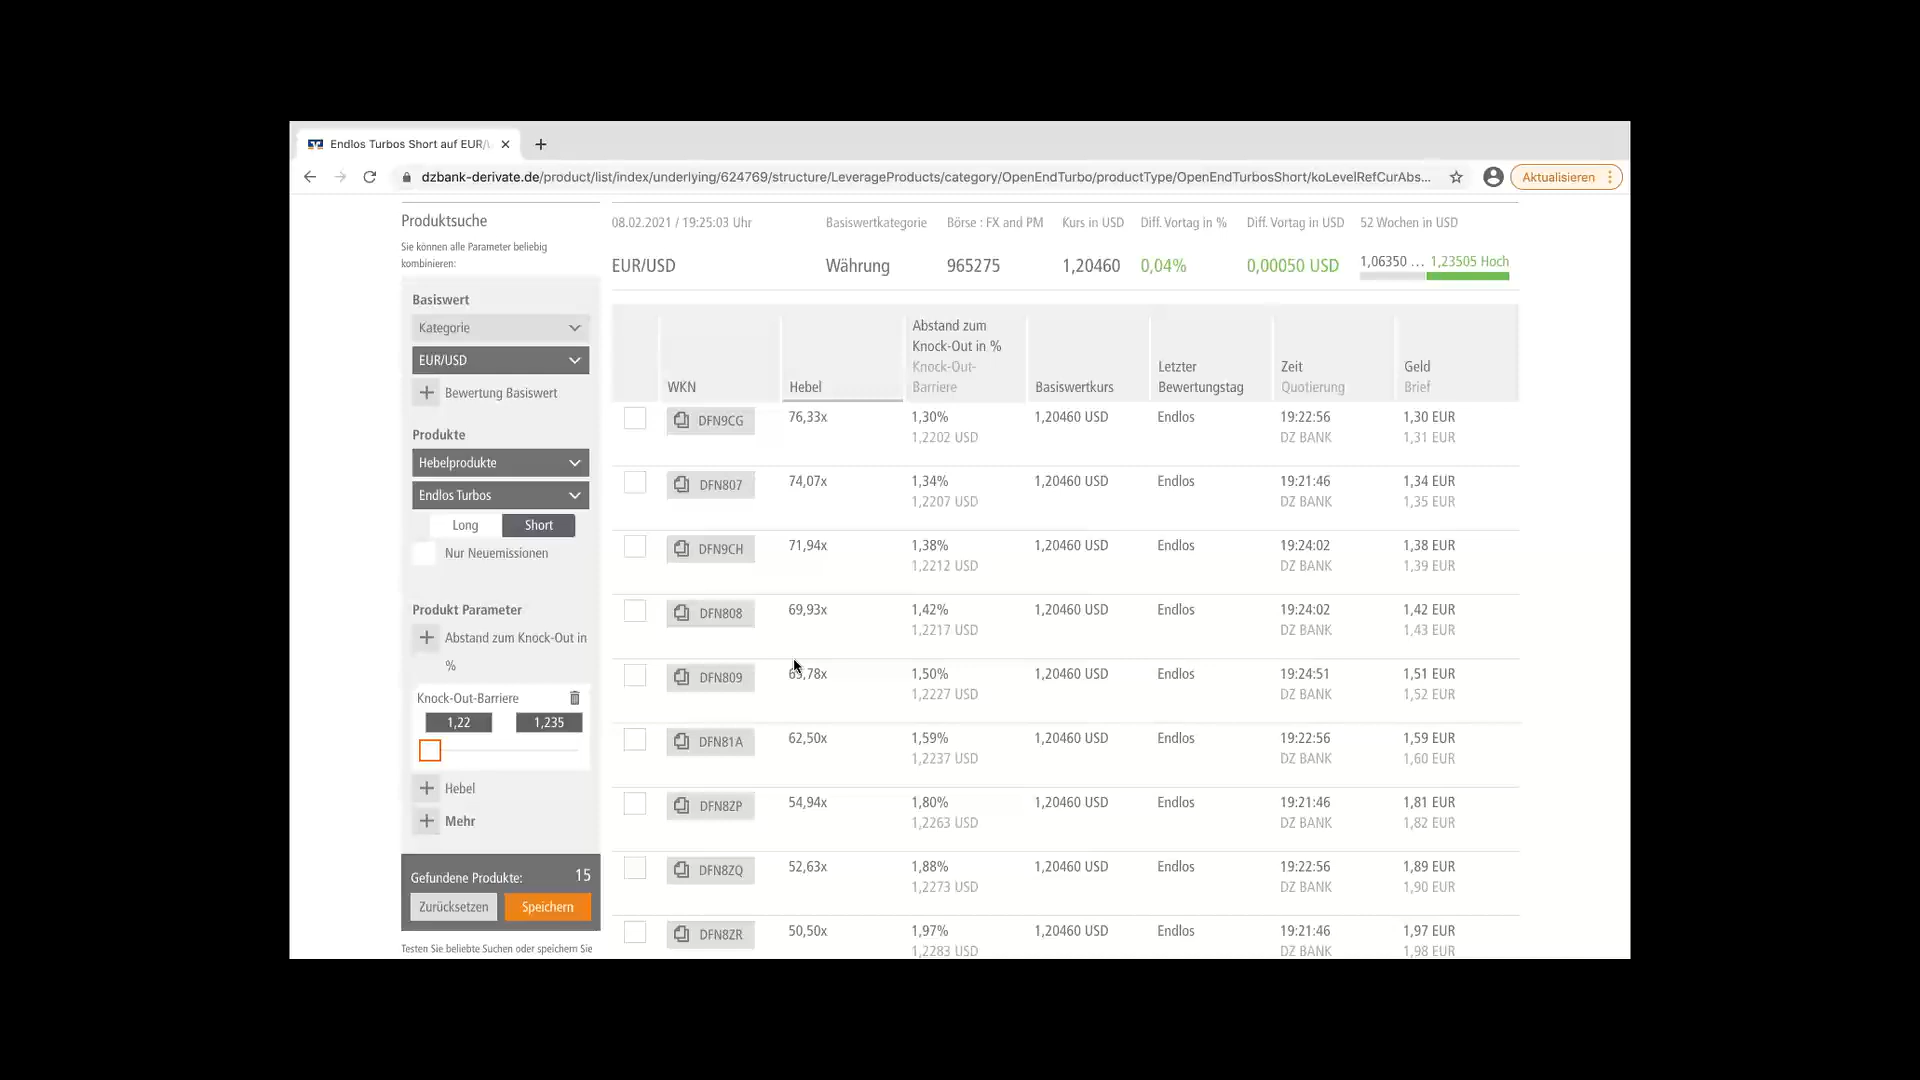 Endlos Turbos Short auf EUR/U
dzbank-derivate.de/product/list/index/underlying/624769/structure/LeverageProducts/category/OpenEndTurbo/productType/OpenEndTurbosShort/koLevelRefCurAbs...
Aktualisieren
Produktsuche
Sie können alle Parameter beliebig
kombinieren:
Basiswert
Kategorie
EUR/USD
Bewertung Basiswert
Produkte
Hebelprodukte
Endlos Turbos
Long Short
Nur Neuemissionen
Produkt Parameter
Abstand zum Knock-Out in
%
Knock-Out-Barriere
1,22 1,235
Hebel
Mehr
Gefundene Produkte: 15
Zurücksetzen Speichern
Testen Sie beliebte Suchen oder speichern Sie
08.02.2021 / 19:25:03 Uhr Basiswertkategorie Börse : FX and PM Kurs in USD Diff. Vortag in % Diff. Vortag in USD 52 Wochen in USD
EUR/USD Währung 965275 1,20460 0,04% 0,00050 USD 1,06350 ... 1,23505 Hoch
Abstand zum
Knock-Out in %
Knock-Out- Letzter Zeit Geld
WKN Hebel Barriere Basiswertkurs Bewertungstag Quotierung Brief
DFN9CG 76,33x 1,30% 1,20460 USD Endlos 19:22:56 1,30 EUR
1,2202 USD DZ BANK 1,31 EUR
DFN807 74,07x 1,34% 1,20460 USD Endlos 19:21:46 1,34 EUR
1,2207 USD DZ BANK 1,35 EUR
DFN9CH 71,94x 1,38% 1,20460 USD Endlos 19:24:02 1,38 EUR
1,2212 USD DZ BANK 1,39 EUR
DFN808 69,93x 1,42% 1,20460 USD Endlos 19:24:02 1,42 EUR
1,2217 USD DZ BANK 1,43 EUR
DFN809 1,50% 1,20460 USD Endlos 19:24:51 1,51 EUR
1,2227 USD DZ BANK 1,52 EUR
DFN81A 62,50x 1,59% 1,20460 USD Endlos 19:22:56 1,59 EUR
1,2237 USD DZ BANK 1,60 EUR
DFN8ZP 54,94x 1,80% 1,20460 USD Endlos 19:21:46 1,81 EUR
1,2263 USD DZ BANK 1,82 EUR
DFN8ZQ 52,63x 1,88% 1,20460 USD Endlos 19:22:56 1,89 EUR
1,2273 USD DZ BANK 1,90 EUR
DFN8ZR 50,50x 1,97% 1,20460 USD Endlos 19:21:46 1,97 EUR
1,2283 USD DZ BANK 1,98 EUR